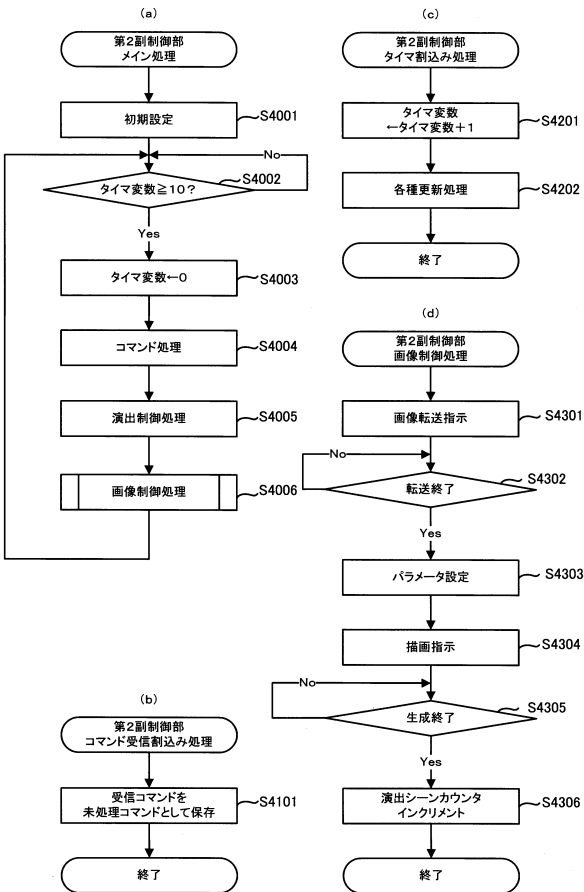 (a)
第2副制御部
メイン処理
初期設定
S4001
No
タイマ変数≧10?
S4002
Yes
タイマ変数←0
S4003
コマンド処理
S4004
演出制御処理
S4005
画像制御処理
S4006
(b)
第2副制御部
コマンド受信割込み処理
受信コマンドを
未処理コマンドとして保存
S4101
終了
(c)
第2副制御部
タイマ割込み処理
タイマ変数
←タイマ変数+1
S4201
各種更新処理
S4202
終了
(d)
第2副制御部
画像制御処理
画像転送指示
S4301
No
転送終了
S4302
Yes
パラメータ設定
S4303
描画指示
S4304
No
生成終了
S4305
Yes
演出シーンカウンタ
インクリメント
S4306
終了